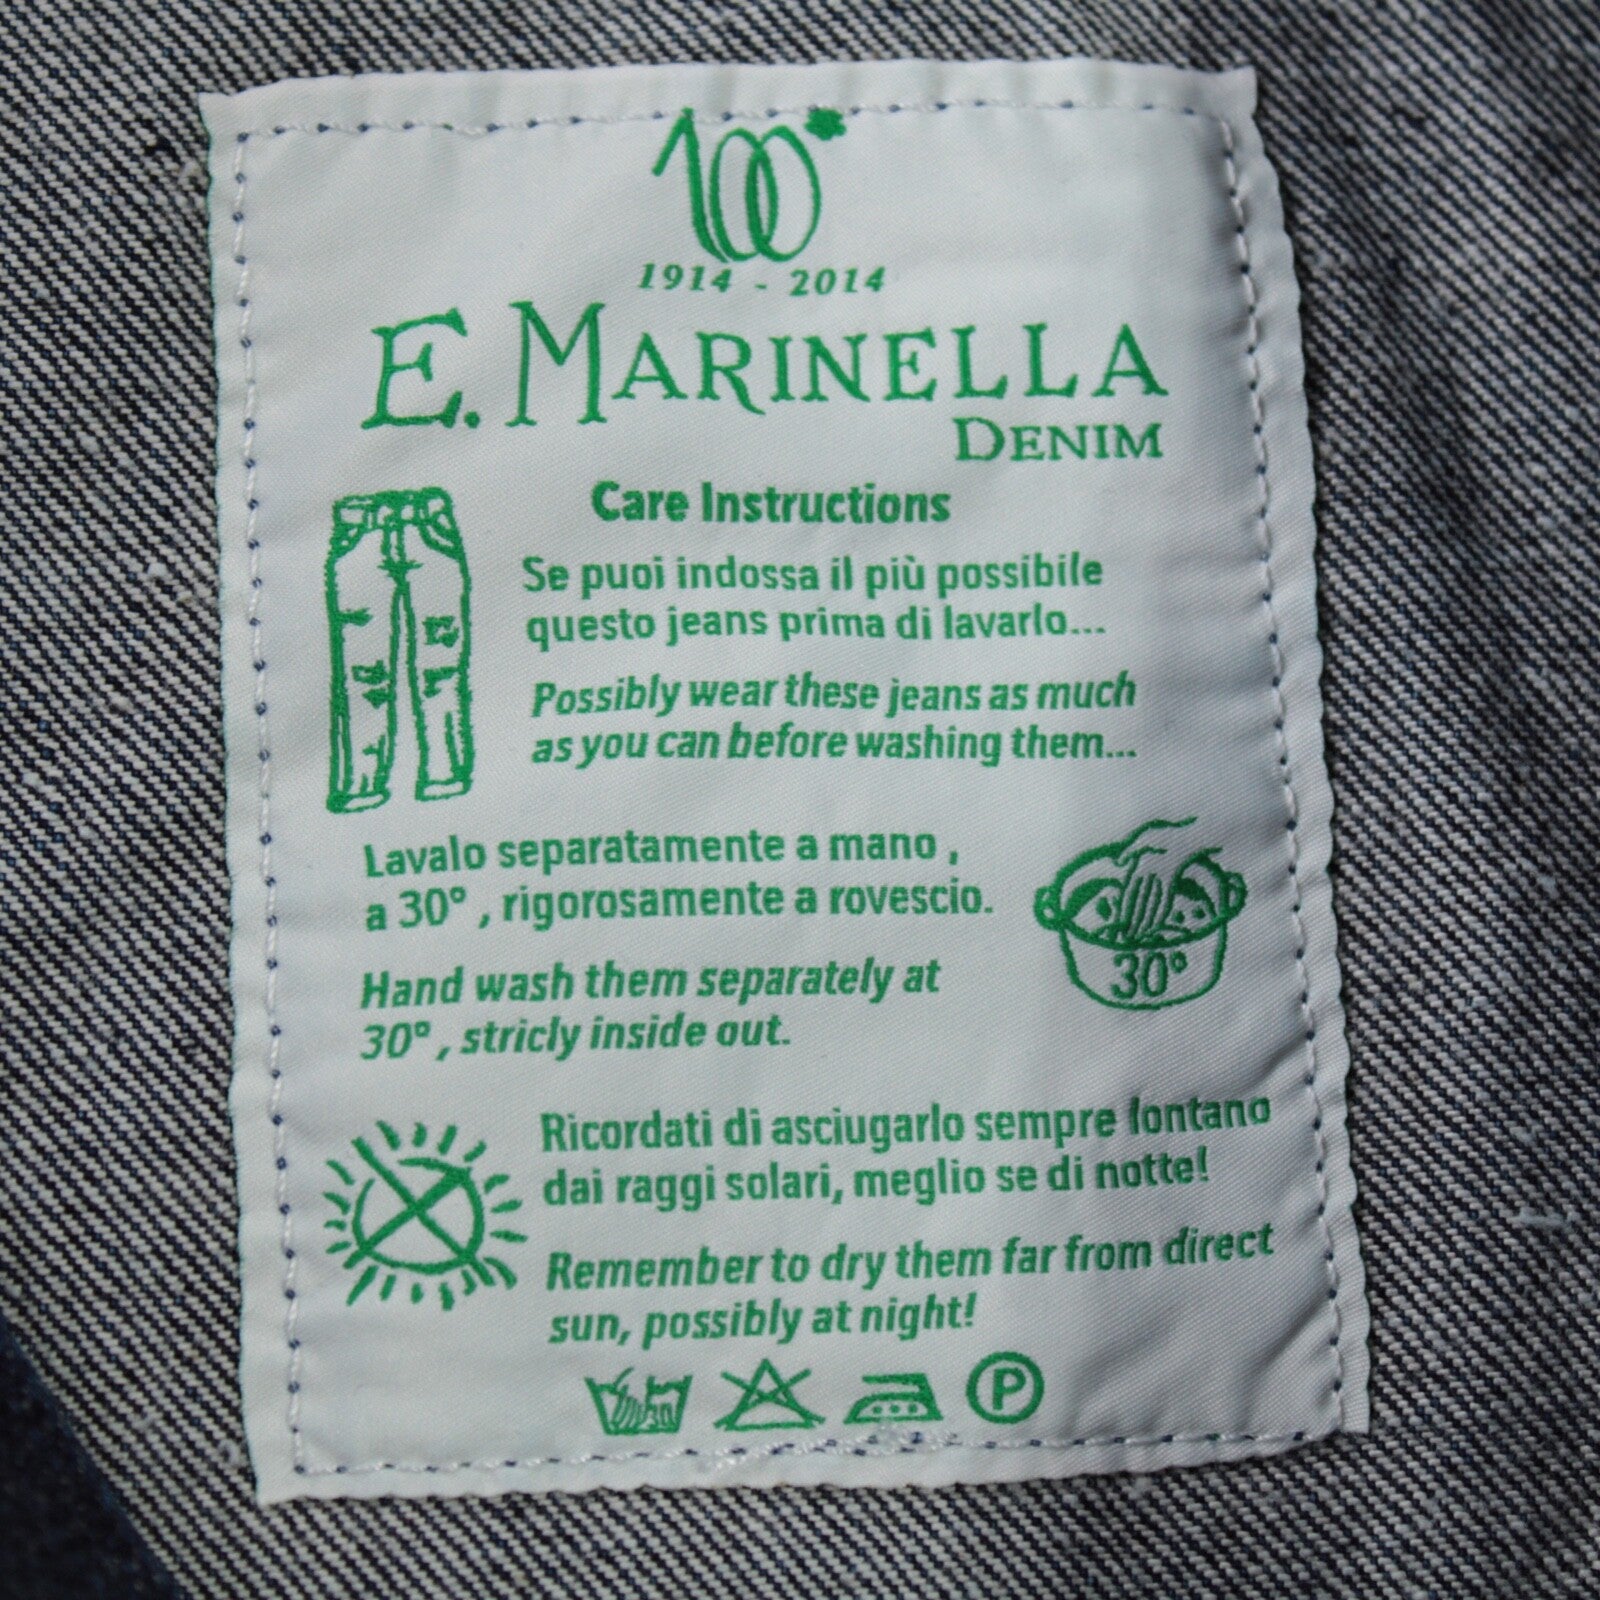 100
1914 - 2014
E. MARINELLA
DENIM
Care Instructions
Se puoi indossa il più possibile
questo jeans prima di lavarlo...
Possibly wear these jeans as much
as you can before washing them...
Lavalo separatamente a mano ,
a 30° , rigorosamente a rovescio.
30°
Hand wash them separately at
30° , stricly inside out.
Ricordati di asciugarlo sempre lontano
dai raggi solari, meglio se di notte!
Remember to dry them far from direct
sun, possibly at night!
30
P